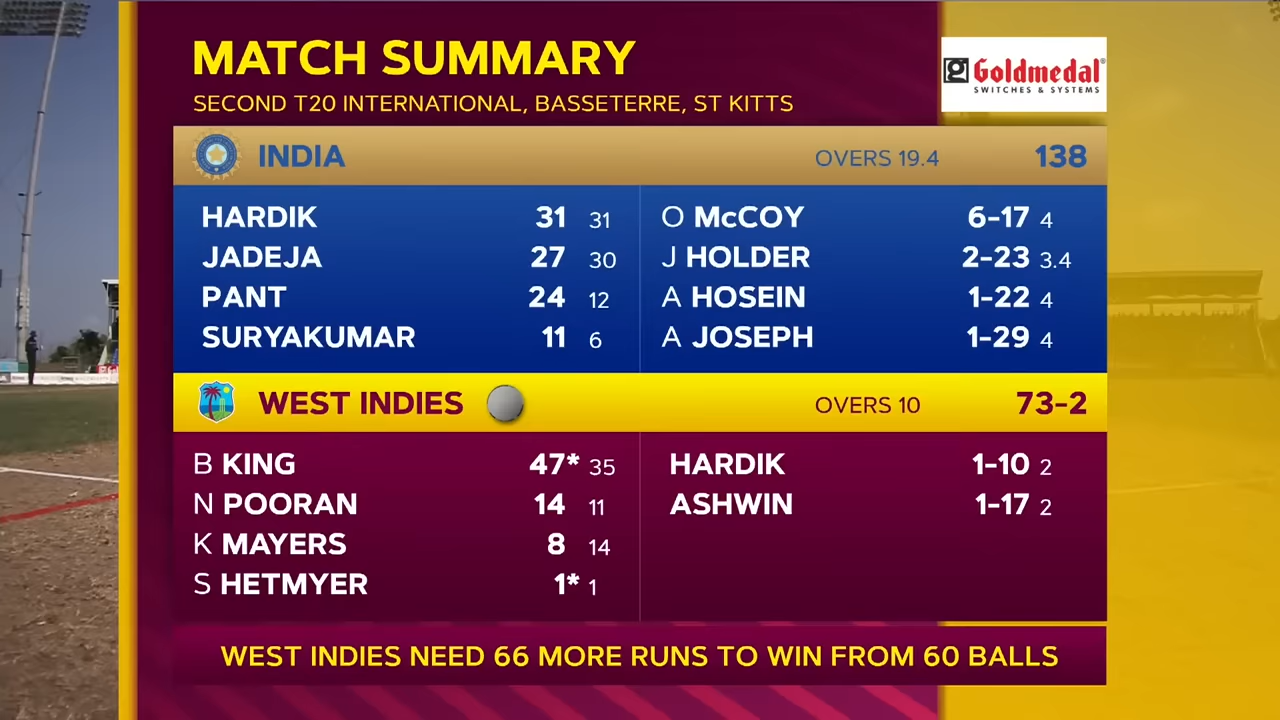 MATCH SUMMARY
SECOND T20 INTERNATIONAL, BASSETERRE, ST KITTS
g Goldmedal®
SWITCHES & SYSTEMS
INDIA OVERS 19.4 138
HARDIK 31 31 O McCOY 6-17 4
JADEJA 27 30 J HOLDER 2-23 3.4
PANT 24 12 A HOSEIN 1-22 4
SURYAKUMAR 11 6 A JOSEPH 1-29 4
WEST INDIES OVERS 10 73-2
B KING 47* 35 HARDIK 1-10 2
N POORAN 14 11 ASHWIN 1-17 2
K MAYERS 8 14
S HETMYER 1* 1
WEST INDIES NEED 66 MORE RUNS TO WIN FROM 60 BALLS